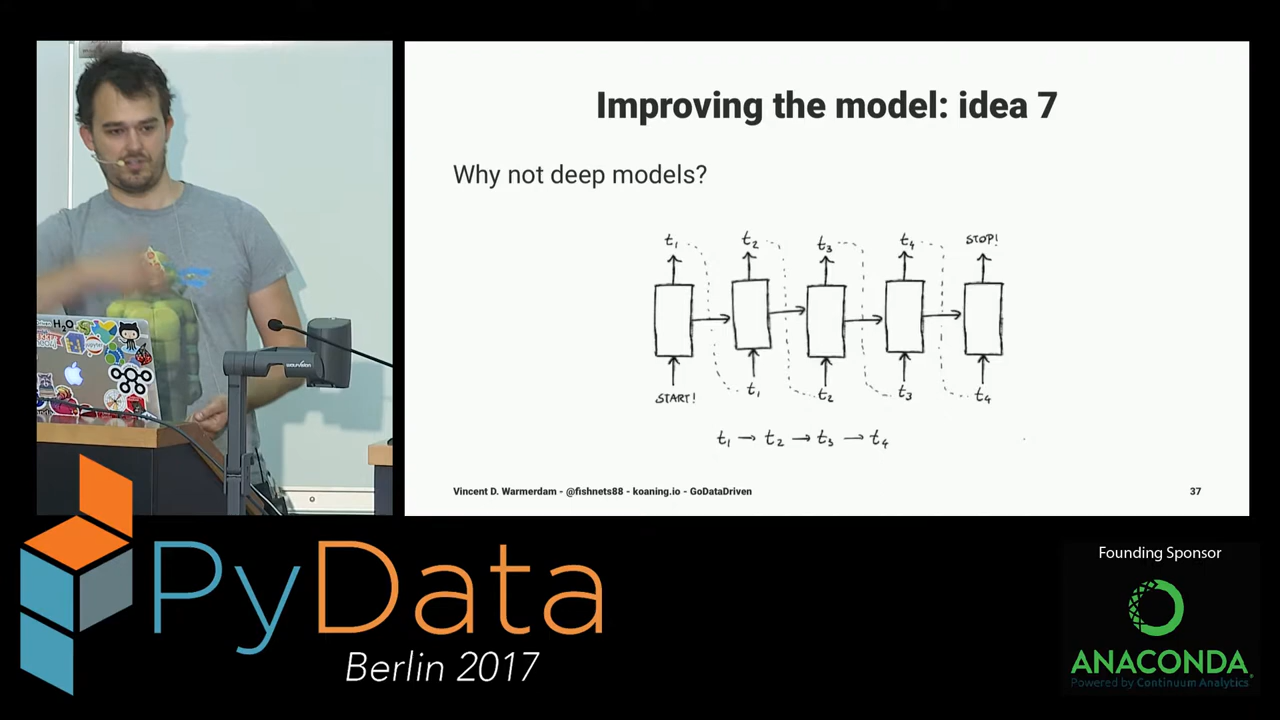 Improving the model: idea 7
Why not deep models?
t₁ t₂ t₃ t₄ STOP!
START! t₁ t₂ t₃ t₄
t₁ → t₂ → t₃ → t₄
Vincent D. Warmerdam - @fishnets88 - koaning.io - GoDataDriven
37
H₂O
PyData
Berlin 2017
Founding Sponsor
ANACONDA
Powered by Continuum Analytics